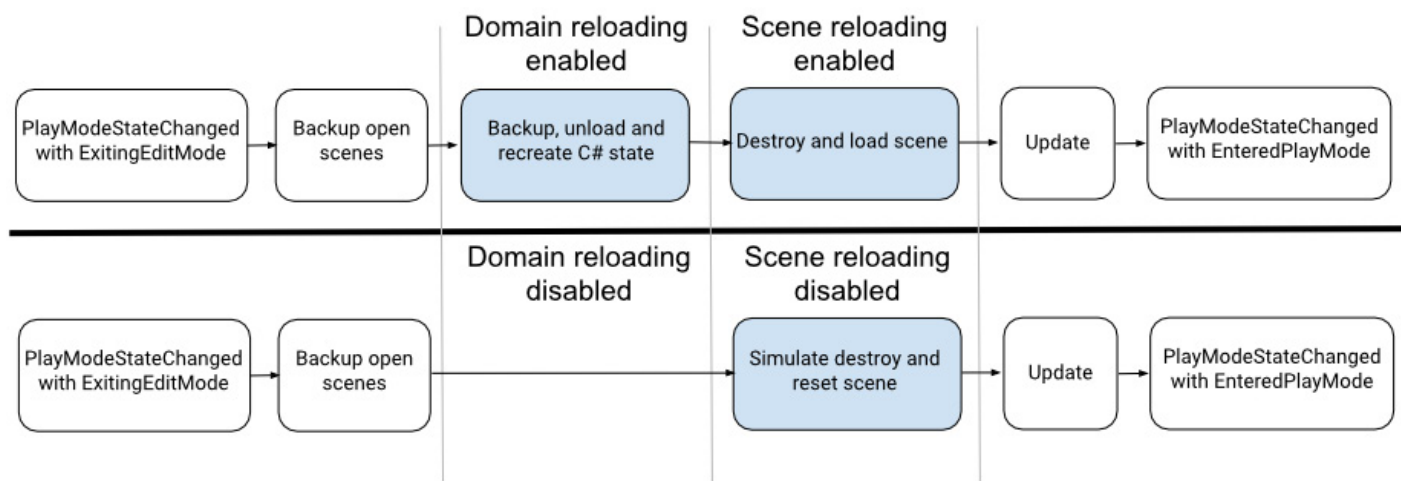 Domain reloading
enabled
Scene reloading
enabled
PlayModeStateChanged
with ExitingEditMode
Backup open
scenes
Backup, unload and
recreate C# state
Destroy and load scene
Update
PlayModeStateChanged
with EnteredPlayMode
Domain reloading
disabled
Scene reloading
disabled
PlayModeStateChanged
with ExitingEditMode
Backup open
scenes
Simulate destroy and
reset scene
Update
PlayModeStateChanged
with EnteredPlayMode